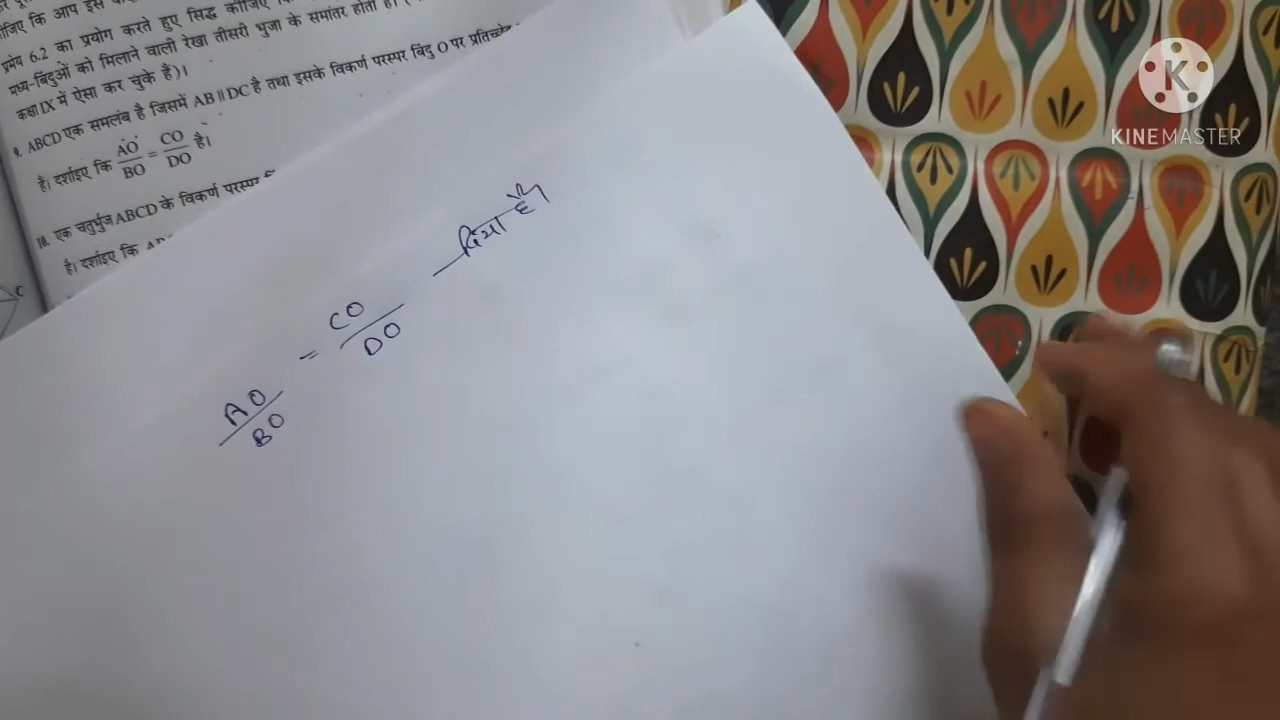 ीजिए कि आप इसे
प्रमेय 6.2 का प्रयोग करते हुए सिद्ध कीजिए कि
मध्य-बिंदुओं को मिलाने वाली रेखा तीसरी भुजा के समांतर होती है।
कक्षा IX में ऐसा कर चुके हैं)।
9. ABCD एक समलंब है जिसमें AB || DC है तथा इसके विकर्ण परस्पर बिंदु O पर प्रतिच्छेद
है। दर्शाइए कि AO/BO = CO/DO है।
10. एक चतुर्भुज ABCD के विकर्ण परस्पर
है। दर्शाइए कि
C
AO/BO = CO/DO — दिया है।
K
KINEMASTER